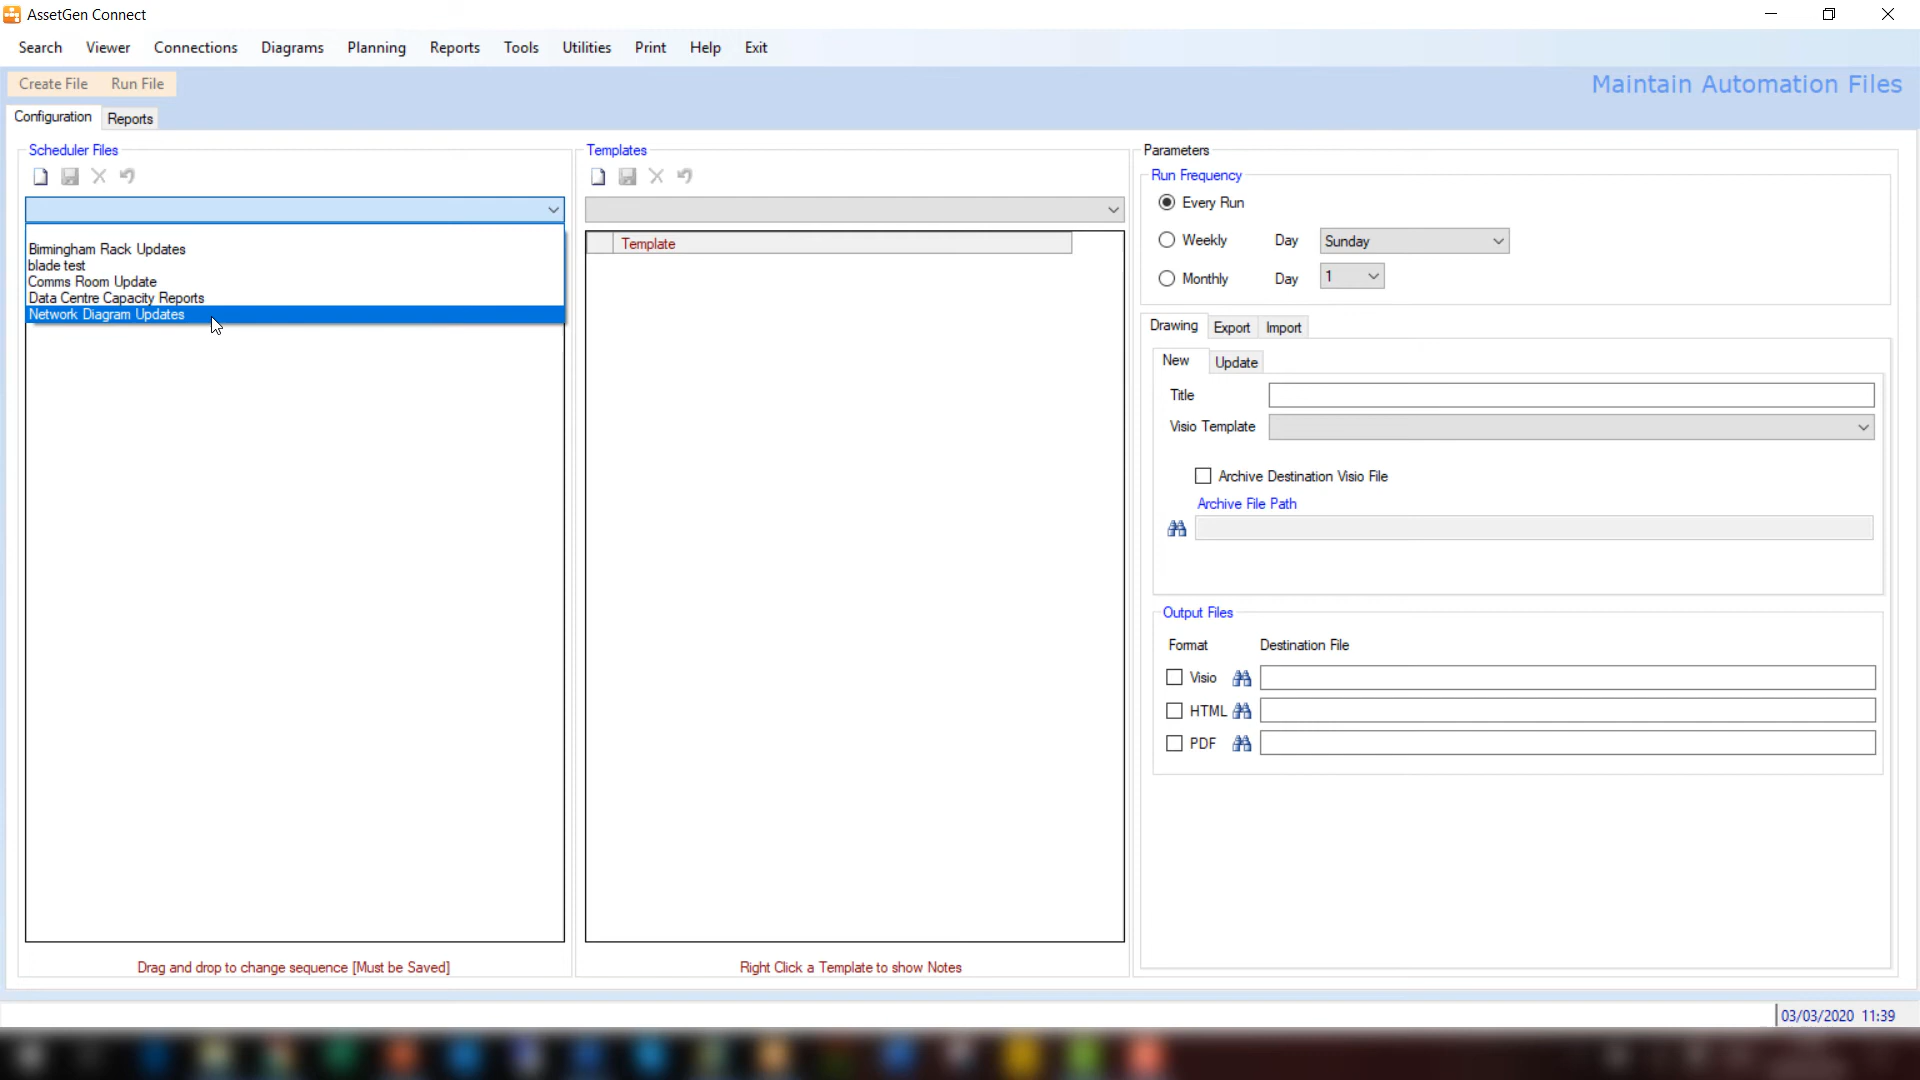 AssetGen Connect
Search Viewer Connections Diagrams Planning Reports Tools Utilities Print Help Exit
Create File Run File
Maintain Automation Files
Configuration Reports
Scheduler Files
Birmingham Rack Updates
blade test
Comms Room Update
Data Centre Capacity Reports
Network Diagram Updates
Drag and drop to change sequence [Must be Saved]
Templates
Template
Right Click a Template to show Notes
Parameters
Run Frequency
Every Run
Weekly Day Sunday
Monthly Day 1
Drawing Export Import
New Update
Title
Visio Template
Archive Destination Visio File
Archive File Path
Output Files
Format Destination File
Visio
HTML
PDF
03/03/2020 11:39